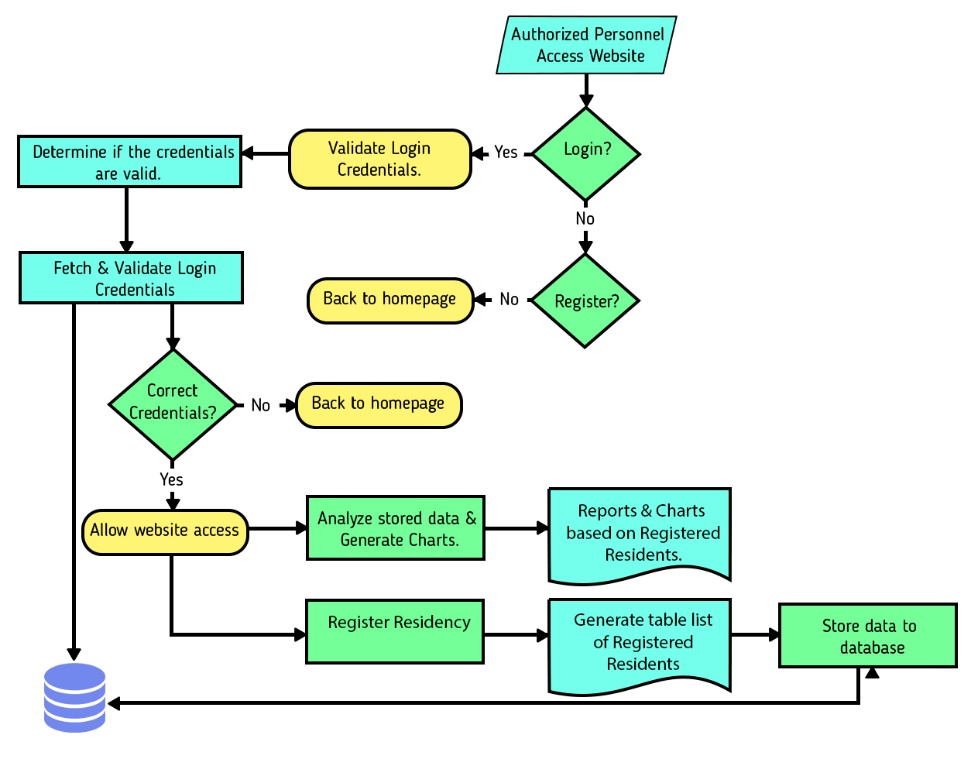 Authorized Personnel
Access Website
Login?
Yes
Validate Login
Credentials.
Determine if the credentials
are valid.
No
Fetch & Validate Login
Credentials
Register?
No
Back to homepage
Correct
Credentials?
No
Back to homepage
Yes
Allow website access
Analyze stored data &
Generate Charts.
Reports & Charts
based on Registered
Residents.
Register Residency
Generate table list
of Registered
Residents
Store data to
database